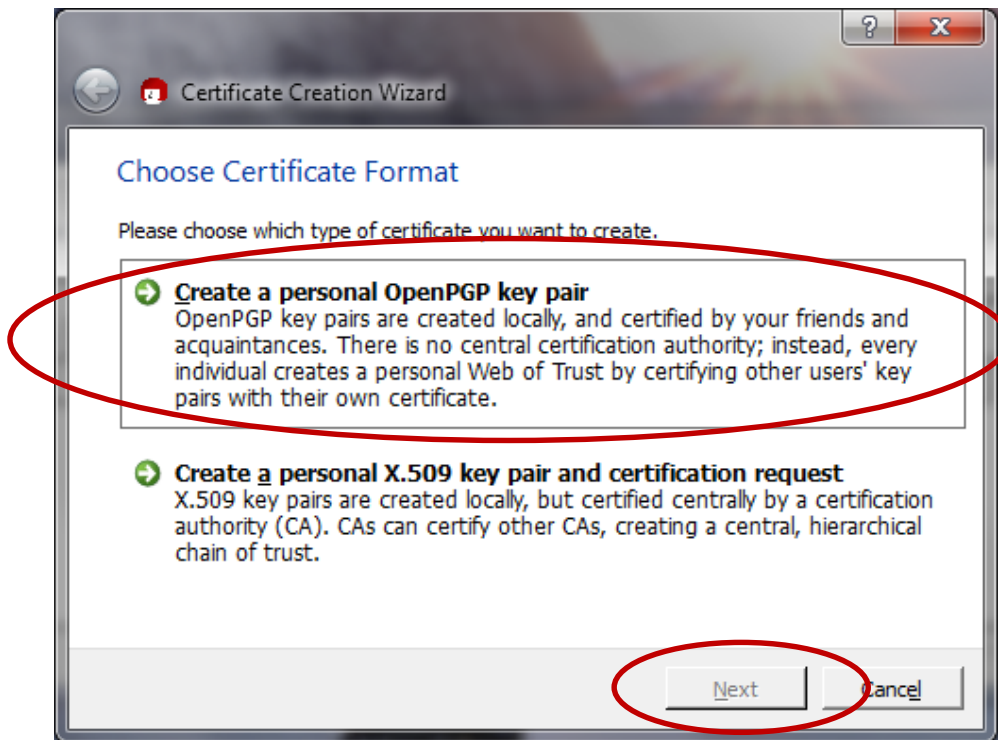 ?
X
Certificate Creation Wizard
Choose Certificate Format
Please choose which type of certificate you want to create.
Create a personal OpenPGP key pair
OpenPGP key pairs are created locally, and certified by your friends and
acquaintances. There is no central certification authority; instead, every
individual creates a personal Web of Trust by certifying other users' key
pairs with their own certificate.
Create a personal X.509 key pair and certification request
X.509 key pairs are created locally, but certified centrally by a certification
authority (CA). CAs can certify other CAs, creating a central, hierarchical
chain of trust.
Next
Cancel